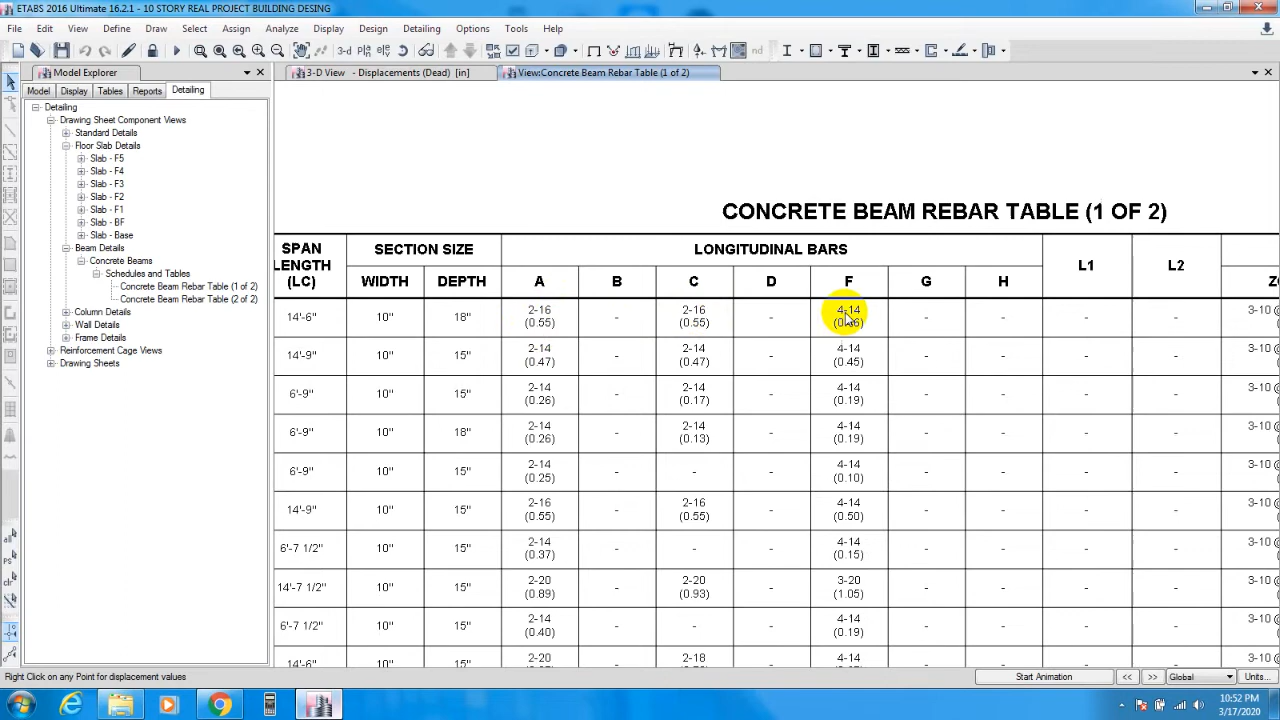 ETABS 2016 Ultimate 16.2.1 - 10 STORY REAL PROJECT BUILDING DESING
File Edit View Define Draw Select Assign Analyze Display Design Detailing Options Tools Help
3-d nd
Model Explorer
3-D View - Displacements (Dead) [in]
View:Concrete Beam Rebar Table (1 of 2)
Model Display Tables Reports Detailing
Detailing
Drawing Sheet Component Views
Standard Details
Floor Slab Details
Slab - F5
Slab - F4
Slab - F3
Slab - F2
Slab - F1
Slab - BF
Slab - Base
Beam Details
Concrete Beams
Schedules and Tables
Concrete Beam Rebar Table (1 of 2)
Concrete Beam Rebar Table (2 of 2)
Column Details
Wall Details
Frame Details
Reinforcement Cage Views
Drawing Sheets
CONCRETE BEAM REBAR TABLE (1 OF 2)
SPAN LENGTH (LC) SECTION SIZE LONGITUDINAL BARS L1 L2
WIDTH DEPTH A B C D F G H
14'-6" 10" 18" 2-16 (0.55) - 2-16 (0.55) - 4-14 - - - - 3-10
14'-9" 10" 15" 2-14 (0.47) - 2-14 (0.47) - 4-14 (0.45) - - - - 3-10 @
6'-9" 10" 15" 2-14 (0.26) - 2-14 (0.17) - 4-14 (0.19) - - - - 3-10 @
6'-9" 10" 18" 2-14 (0.26) - 2-14 (0.13) - 4-14 (0.19) - - - - 3-10 @
6'-9" 10" 15" 2-14 (0.25) - - - 4-14 (0.10) - - - - 3-10 @
14'-9" 10" 15" 2-16 (0.55) - 2-16 (0.55) - 4-14 (0.50) - - - - 3-10 @
6'-7 1/2" 10" 15" 2-14 (0.37) - - - 4-14 (0.15) - - - - 3-10 @
14'-7 1/2" 10" 15" 2-20 (0.89) - 2-20 (0.93) - 3-20 (1.05) - - - - 3-10 @
6'-7 1/2" 10" 15" 2-14 (0.40) - - - 4-14 (0.19) - - - - 3-10 @
14'-6" 10" 15" 2-20 - 2-18 - 4-14 - - - - 3-10 @
Right Click on any Point for displacement values
Start Animation << >> Global Units...
10:52 PM
3/17/2020